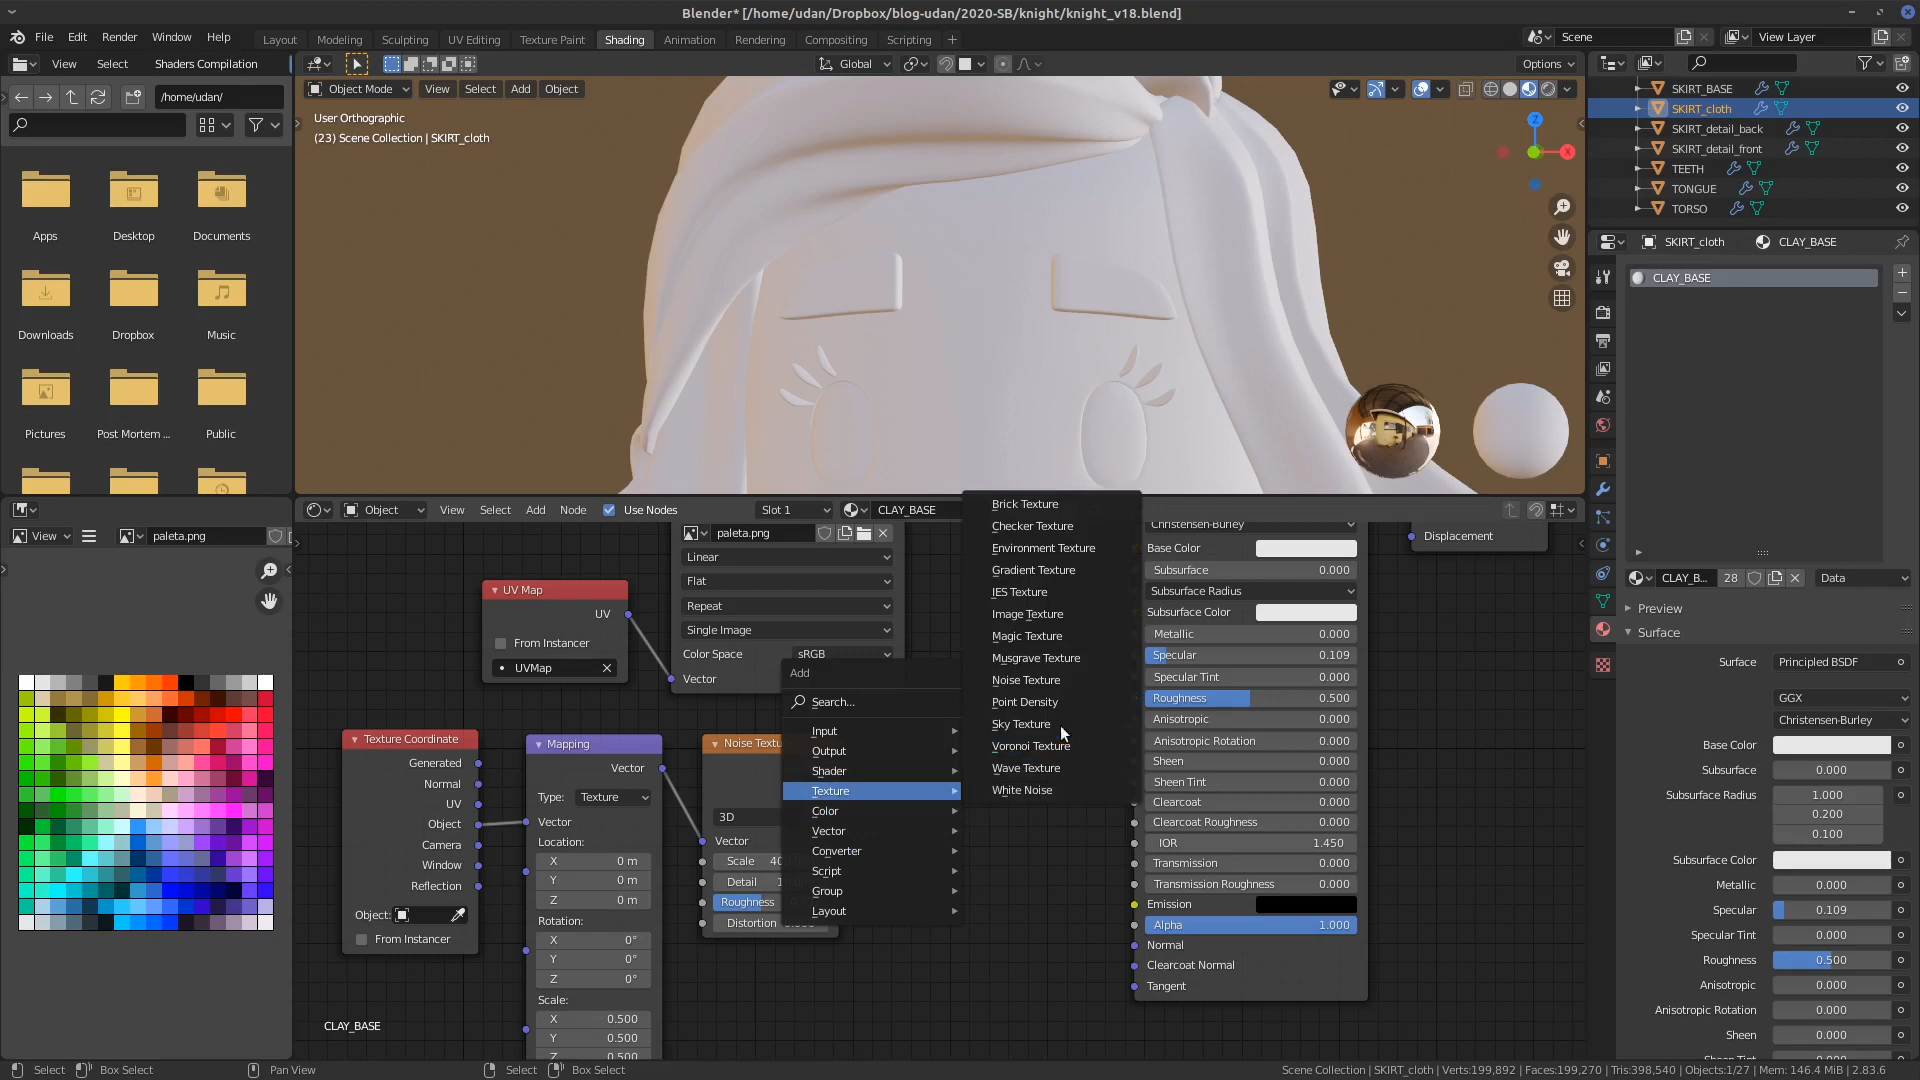 Blender* [/home/udan/Dropbox/blog-udan/2020-SB/knight/knight_v18.blend]
File Edit Render Window Help
Layout Modeling Sculpting UV Editing Texture Paint Shading Animation Rendering Compositing Scripting +
Scene
View Layer
View Select Shaders Compilation
Global
Options
/home/udan/
Object Mode View Select Add Object
User Orthographic
(23) Scene Collection | SKIRT_cloth
Z
X
Apps Desktop Documents
Downloads Dropbox Music
Pictures Post Mortem ... Public
SKIRT_BASE
SKIRT_cloth
SKIRT_detail_back
SKIRT_detail_front
TEETH
TONGUE
TORSO
SKIRT_cloth CLAY_BASE
CLAY_BASE
CLAY_B... 28 Data
Preview
Surface
Surface Principled BSDF
GGX
Christensen-Burley
Base Color
Subsurface 0.000
Subsurface Radius 1.000
0.200
0.100
Subsurface Color
Metallic 0.000
Specular 0.109
Specular Tint 0.000
Roughness 0.500
Anisotropic 0.000
Anisotropic Rotation 0.000
Sheen 0.000
View paleta.png
Object View Select Add Node Use Nodes Slot 1 CLAY_BASE
paleta.png
Linear
Flat
Repeat
Single Image
Color Space sRGB
Vector
UV Map
UV
From Instancer
UVMap
Texture Coordinate
Generated
Normal
UV
Object
Camera
Window
Reflection
Object:
From Instancer
Mapping
Vector
Type: Texture
Vector
Location:
X 0 m
Y 0 m
Z 0 m
Rotation:
X 0°
Y 0°
Z 0°
Scale:
X 0.500
Y 0.500
Z 0.500
Noise Textu
3D
Vector
Scale
Detail
Roughness
Distortion
Add
Search...
Input
Output
Shader
Texture
Color
Vector
Converter
Script
Group
Layout
Brick Texture
Checker Texture
Environment Texture
Gradient Texture
IES Texture
Image Texture
Magic Texture
Musgrave Texture
Noise Texture
Point Density
Sky Texture
Voronoi Texture
Wave Texture
White Noise
Christensen-Burley
Base Color
Subsurface 0.000
Subsurface Radius
Subsurface Color
Metallic 0.000
Specular 0.109
Specular Tint 0.000
Roughness 0.500
Anisotropic 0.000
Anisotropic Rotation 0.000
Sheen 0.000
Sheen Tint 0.000
Clearcoat 0.000
Clearcoat Roughness 0.000
IOR 1.450
Transmission 0.000
Transmission Roughness 0.000
Emission
Alpha 1.000
Normal
Clearcoat Normal
Tangent
Displacement
CLAY_BASE
Select Box Select Pan View Select Box Select
Scene Collection | SKIRT_cloth | Verts:199,892 | Faces:199,270 | Tris:398,540 | Objects:1/27 | Mem: 146.4 MiB | 2.83.6